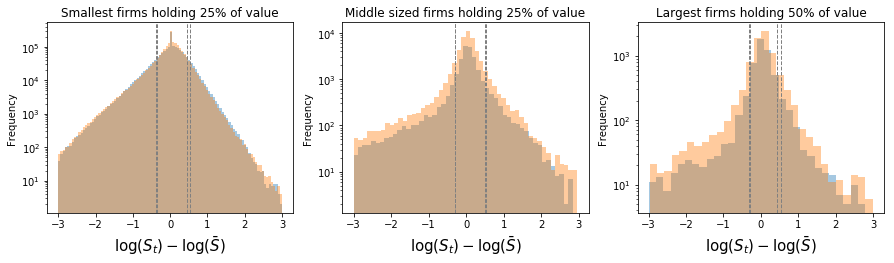 Smallest firms holding 25% of value
Frequency
10⁵
10⁴
10³
10²
10¹
−3 −2 −1 0 1 2 3
log(Sₜ) − log(S̄)
Middle sized firms holding 25% of value
Frequency
10⁴
10³
10²
10¹
−3 −2 −1 0 1 2 3
log(Sₜ) − log(S̄)
Largest firms holding 50% of value
Frequency
10³
10²
10¹
−3 −2 −1 0 1 2 3
log(Sₜ) − log(S̄)